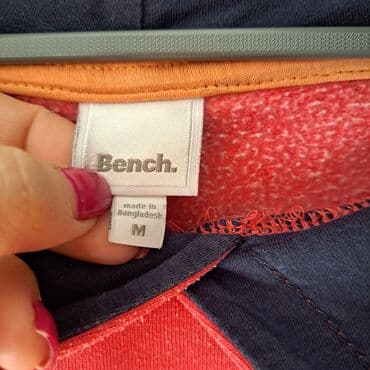 Bench.
made in
Bangladesh
M